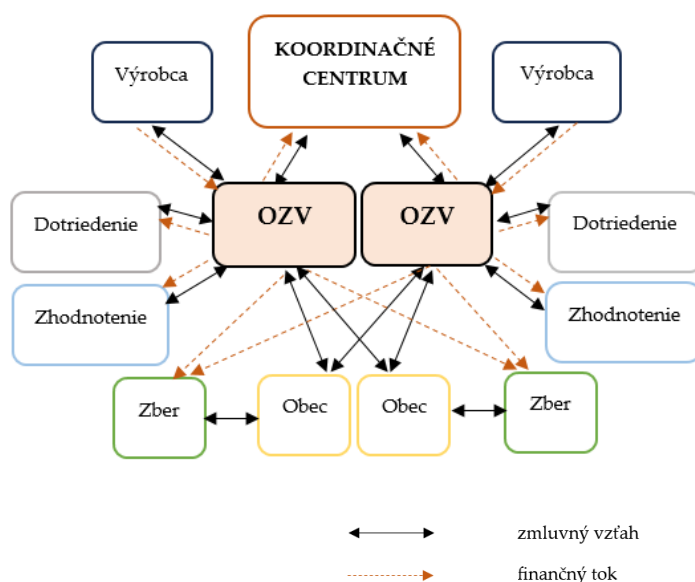 Výrobca
KOORDINAČNÉ
CENTRUM
Výrobca
OZV
OZV
Dotriedenie
Dotriedenie
Zhodnotenie
Zhodnotenie
Zber
Obec
Obec
Zber
zmluvný vzťah
finančný tok